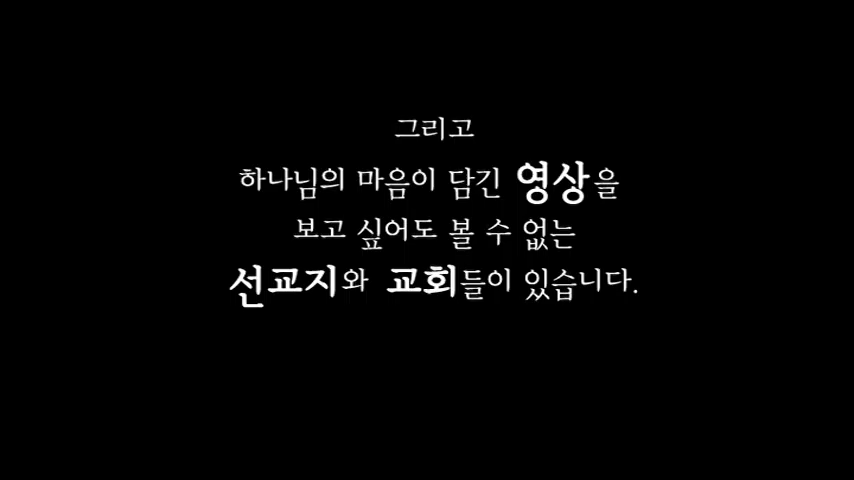 그리고
하나님의 마음이 담긴 영상을
보고 싶어도 볼 수 없는
선교지와 교회들이 있습니다.